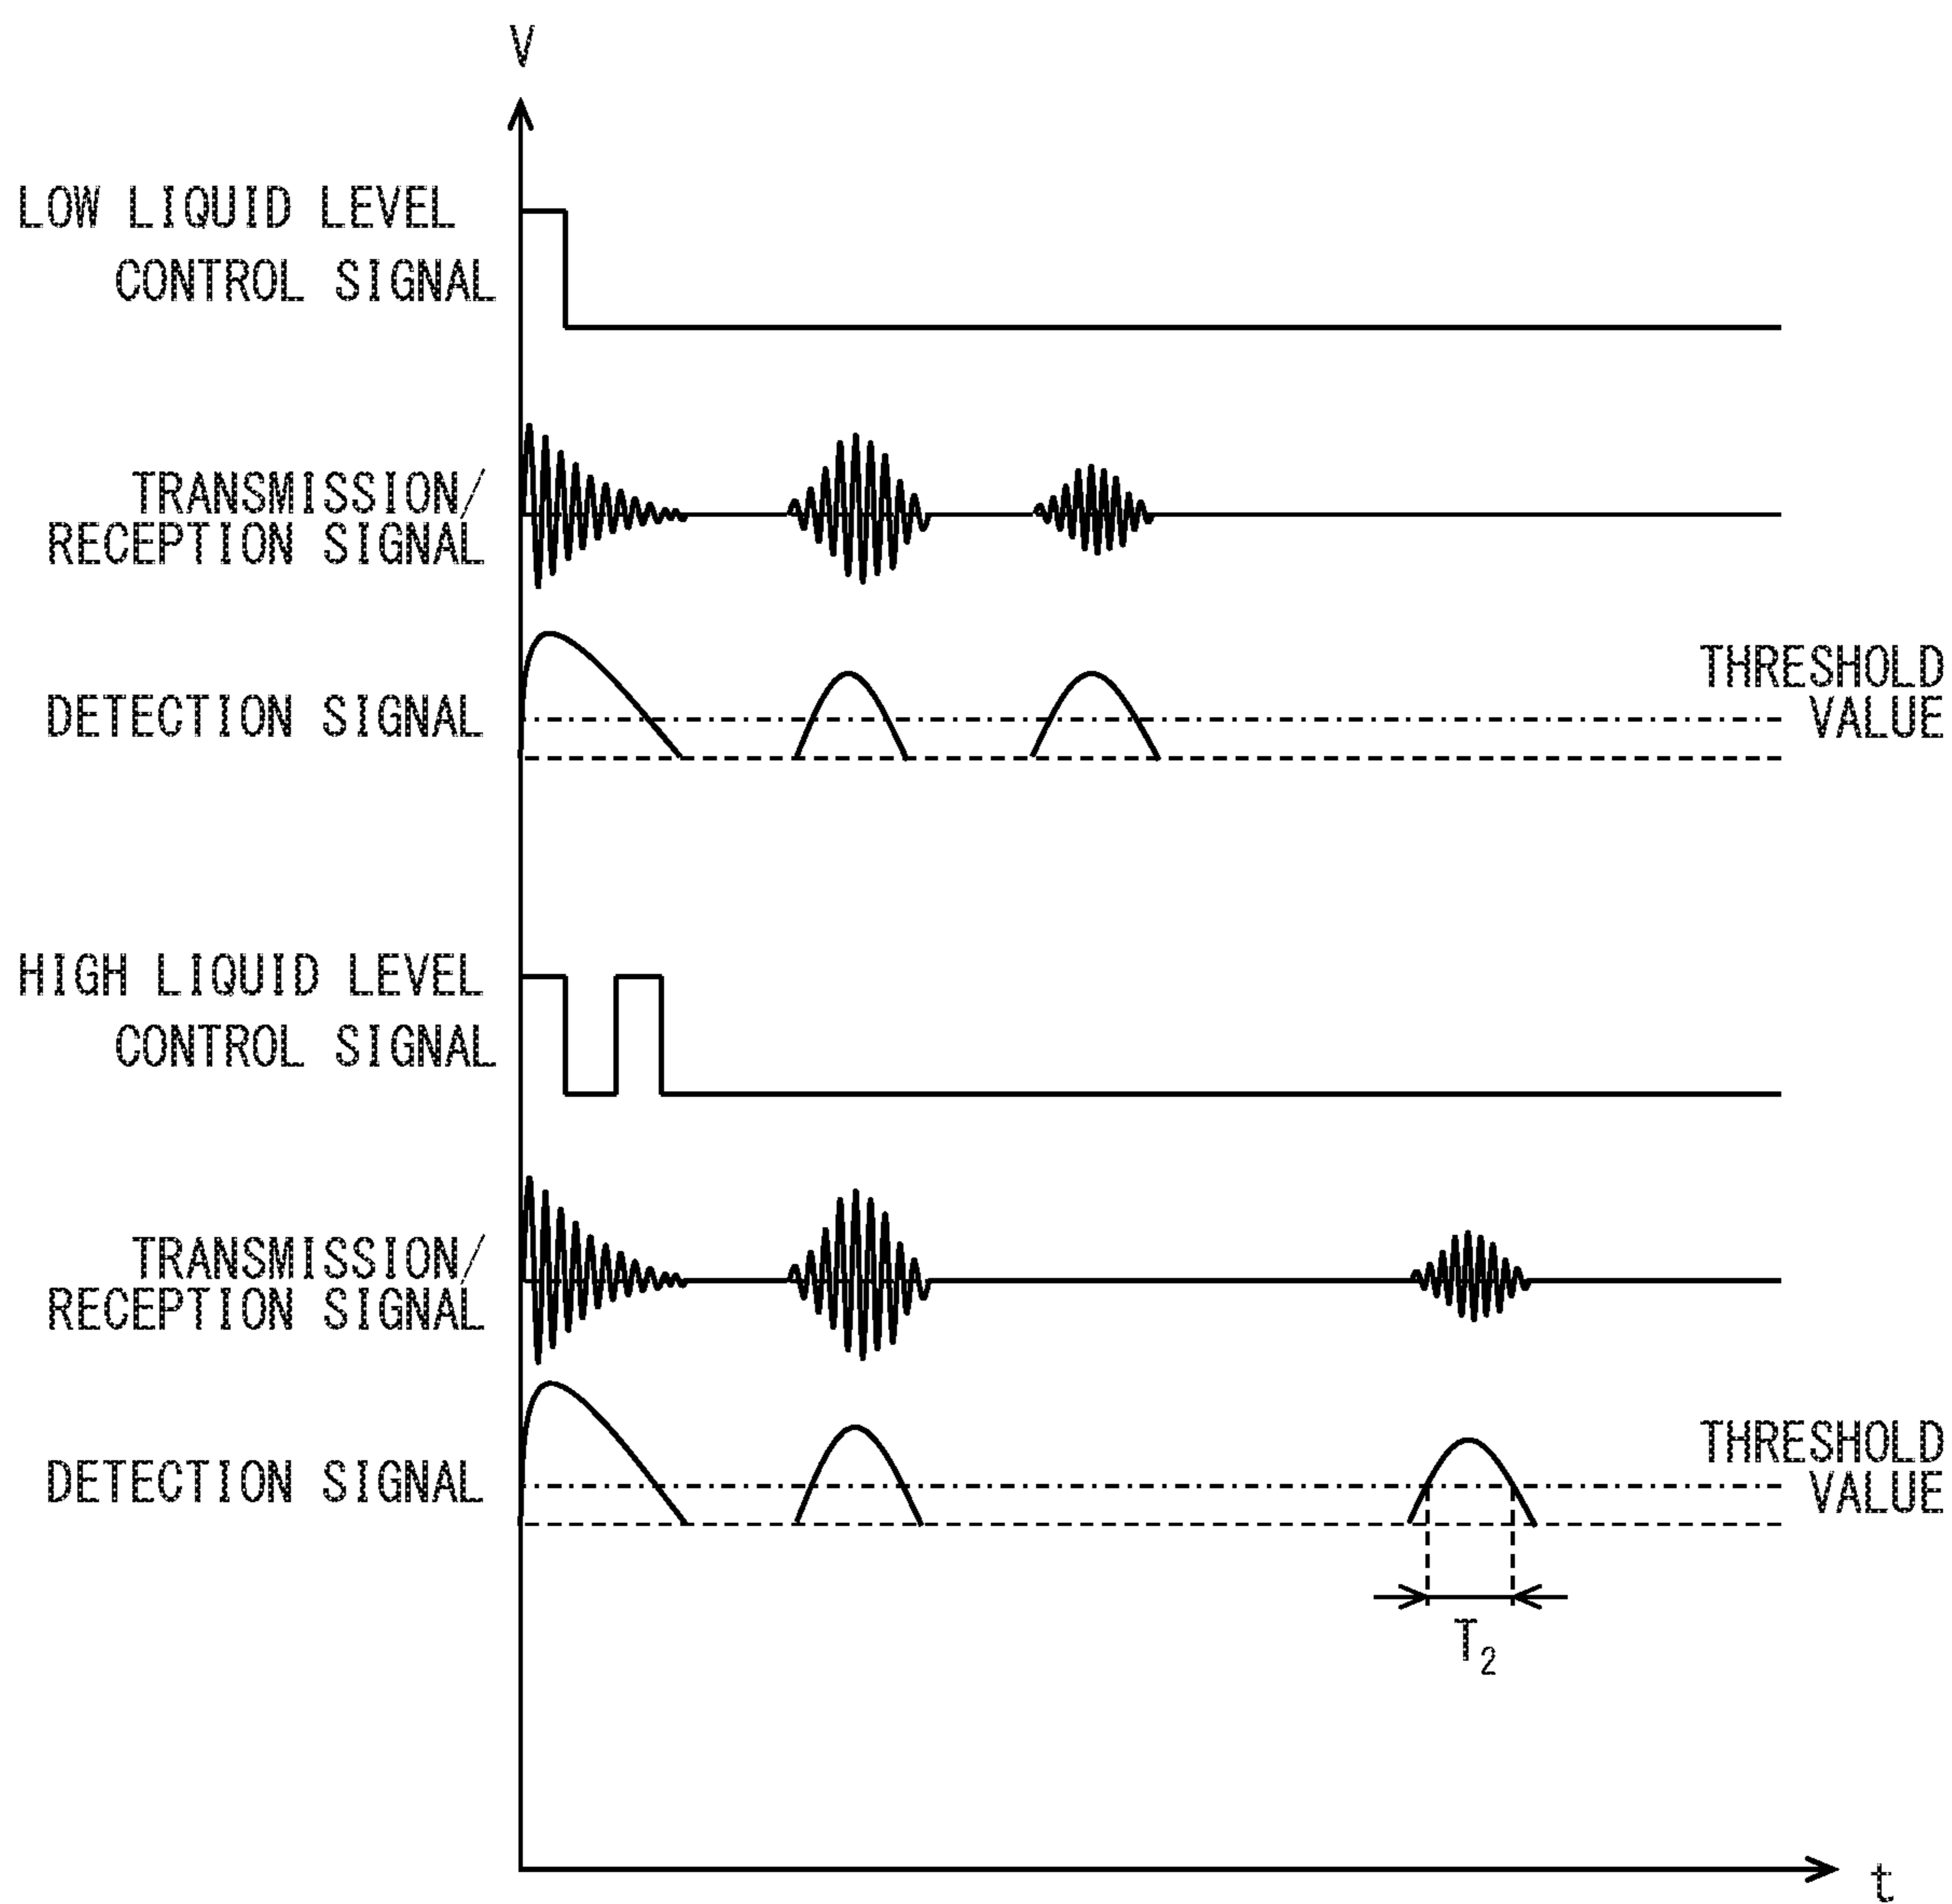 V
LOW LIQUID LEVEL
CONTROL SIGNAL
TRANSMISSION/
RECEPTION SIGNAL
DETECTION SIGNAL
THRESHOLD
VALUE
HIGH LIQUID LEVEL
CONTROL SIGNAL
TRANSMISSION/
RECEPTION SIGNAL
DETECTION SIGNAL
THRESHOLD
VALUE
T₂
t